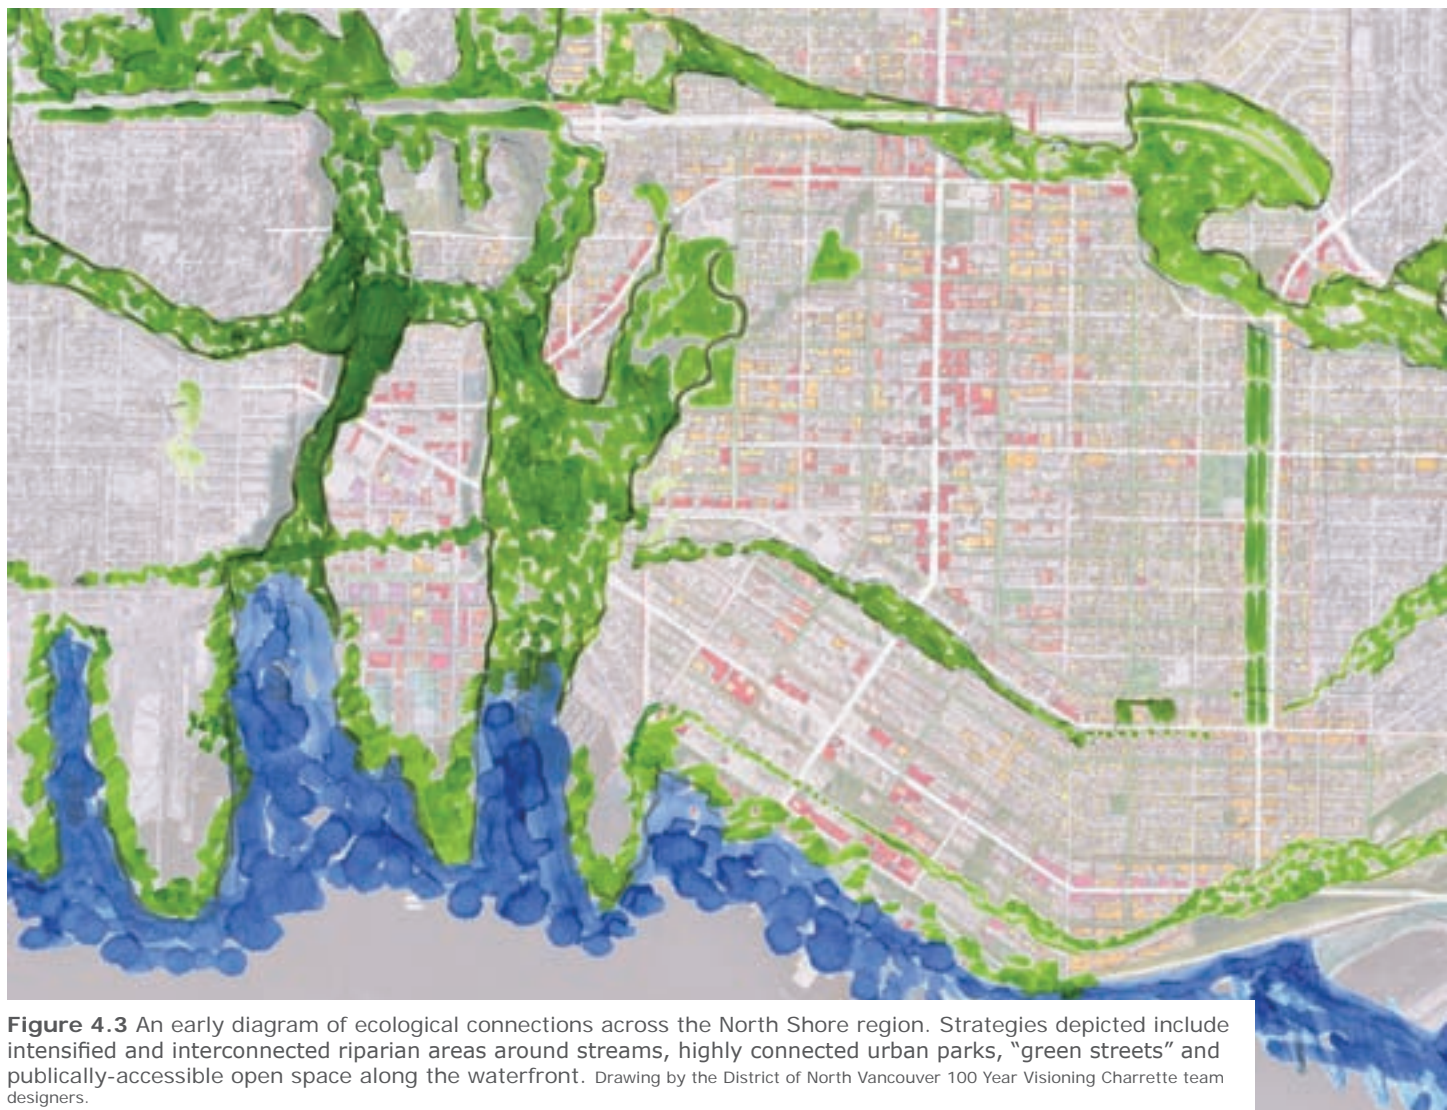 Figure 4.3 An early diagram of ecological connections across the North Shore region. Strategies depicted include
intensified and interconnected riparian areas around streams, highly connected urban parks, “green streets” and
publically-accessible open space along the waterfront. Drawing by the District of North Vancouver 100 Year Visioning Charrette team
designers.